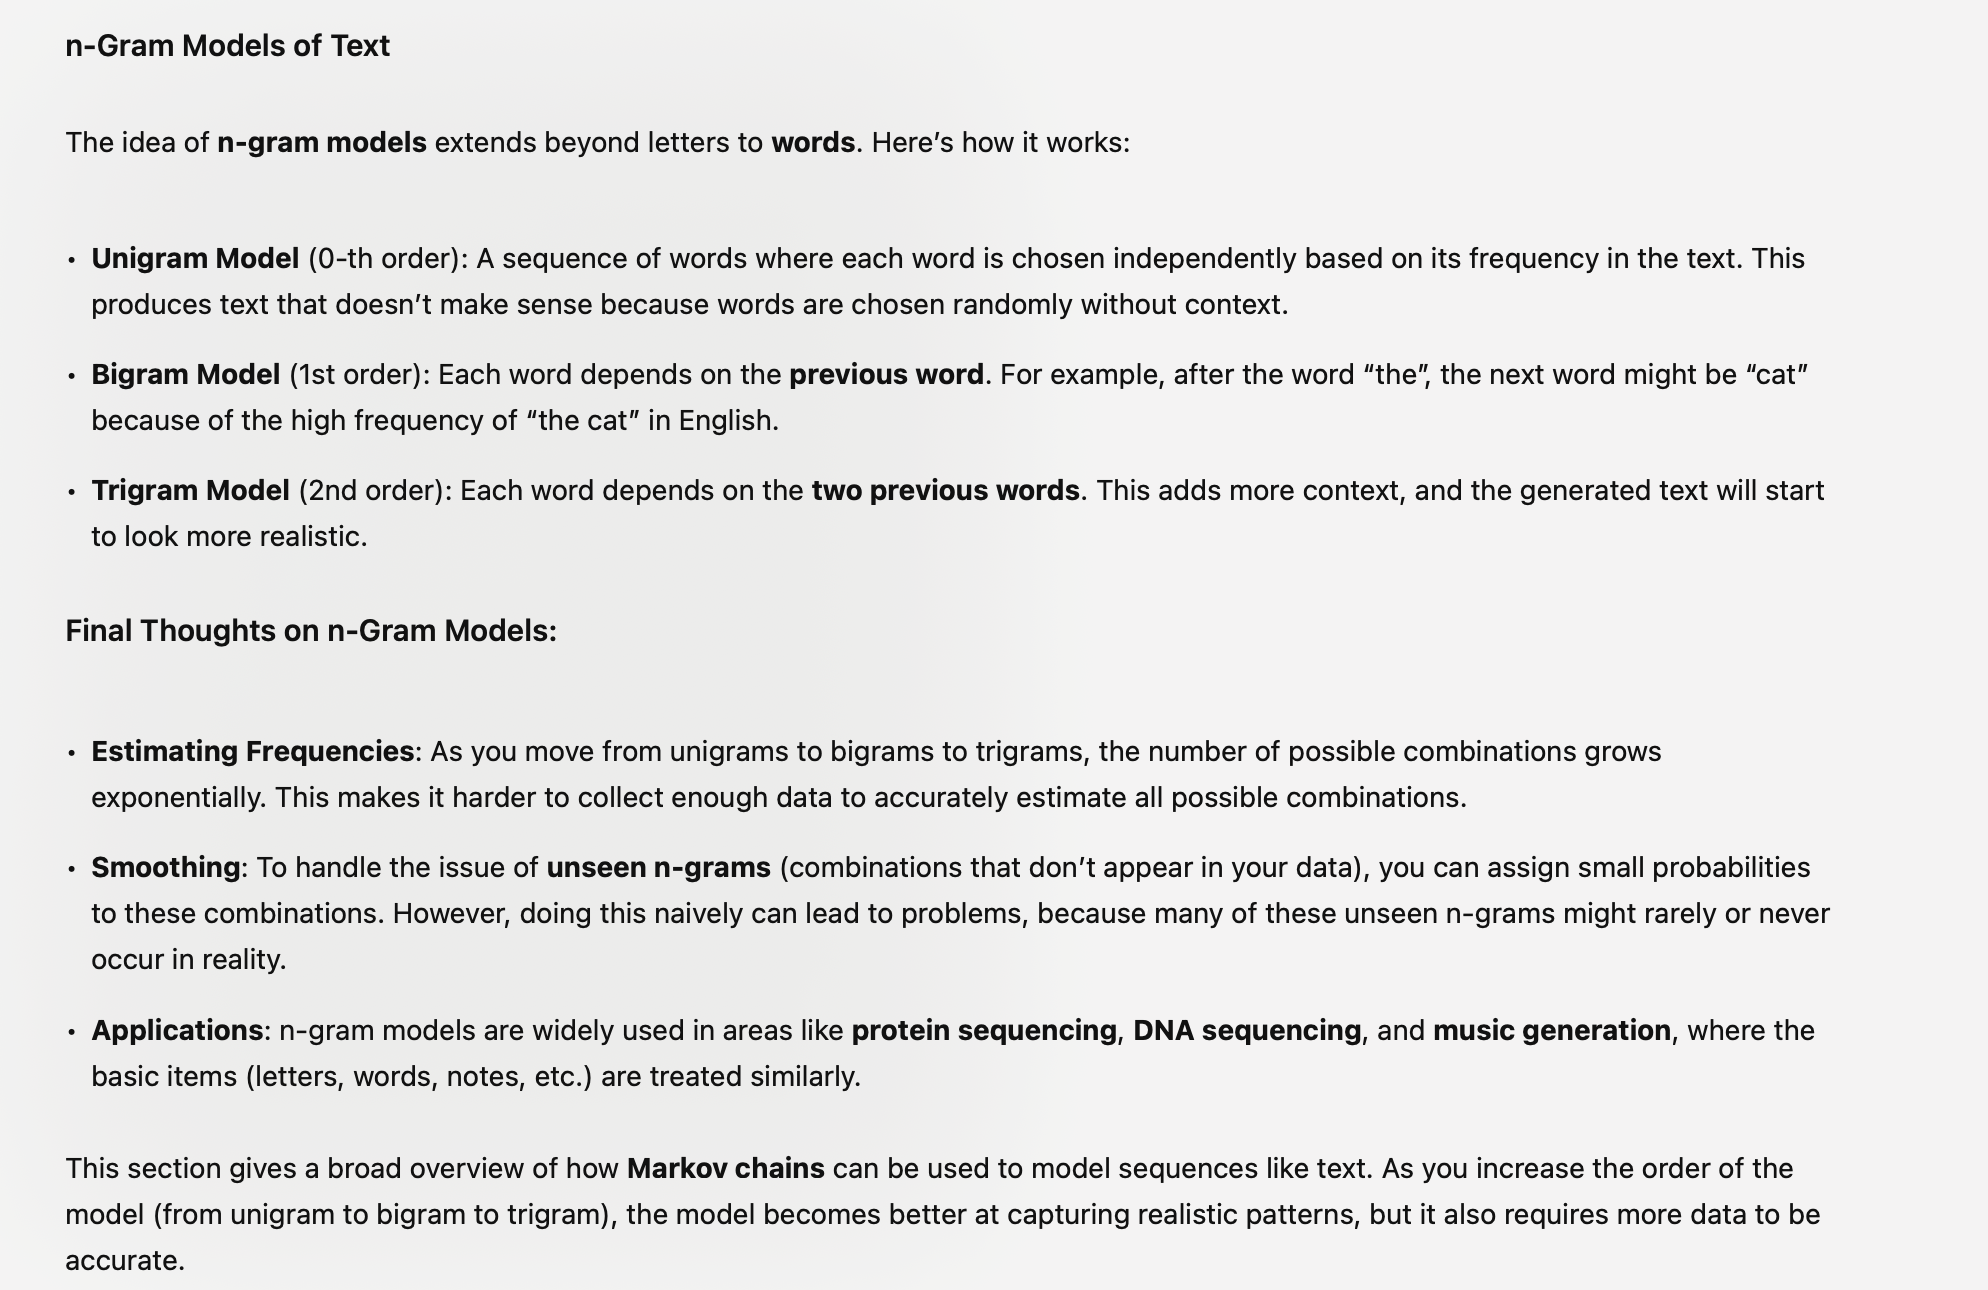 n-Gram Models of Text
The idea of n-gram models extends beyond letters to words. Here’s how it works:
• Unigram Model (0-th order): A sequence of words where each word is chosen independently based on its frequency in the text. This
produces text that doesn’t make sense because words are chosen randomly without context.
• Bigram Model (1st order): Each word depends on the previous word. For example, after the word “the”, the next word might be “cat”
because of the high frequency of “the cat” in English.
• Trigram Model (2nd order): Each word depends on the two previous words. This adds more context, and the generated text will start
to look more realistic.
Final Thoughts on n-Gram Models:
• Estimating Frequencies: As you move from unigrams to bigrams to trigrams, the number of possible combinations grows
exponentially. This makes it harder to collect enough data to accurately estimate all possible combinations.
• Smoothing: To handle the issue of unseen n-grams (combinations that don’t appear in your data), you can assign small probabilities
to these combinations. However, doing this naively can lead to problems, because many of these unseen n-grams might rarely or never
occur in reality.
• Applications: n-gram models are widely used in areas like protein sequencing, DNA sequencing, and music generation, where the
basic items (letters, words, notes, etc.) are treated similarly.
This section gives a broad overview of how Markov chains can be used to model sequences like text. As you increase the order of the
model (from unigram to bigram to trigram), the model becomes better at capturing realistic patterns, but it also requires more data to be
accurate.